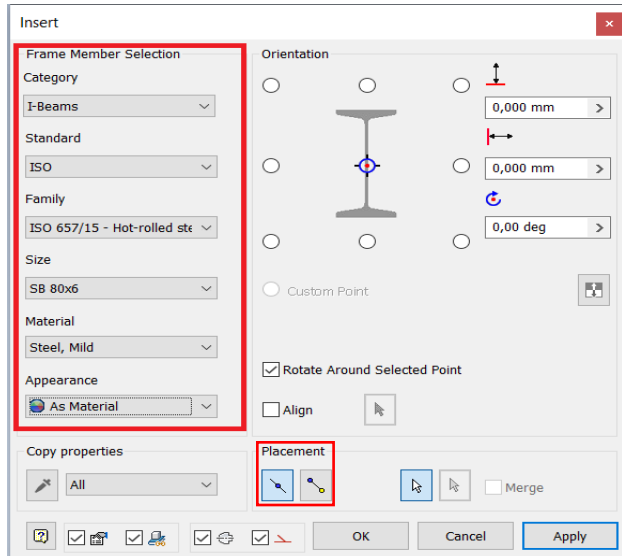 Insert
Frame Member Selection
Category
I-Beams
Standard
ISO
Family
ISO 657/15 - Hot-rolled ste
Size
SB 80x6
Material
Steel, Mild
Appearance
As Material
Orientation
0,000 mm
0,000 mm
0,00 deg
Custom Point
Rotate Around Selected Point
Align
Copy properties
All
Placement
Merge
OK
Cancel
Apply